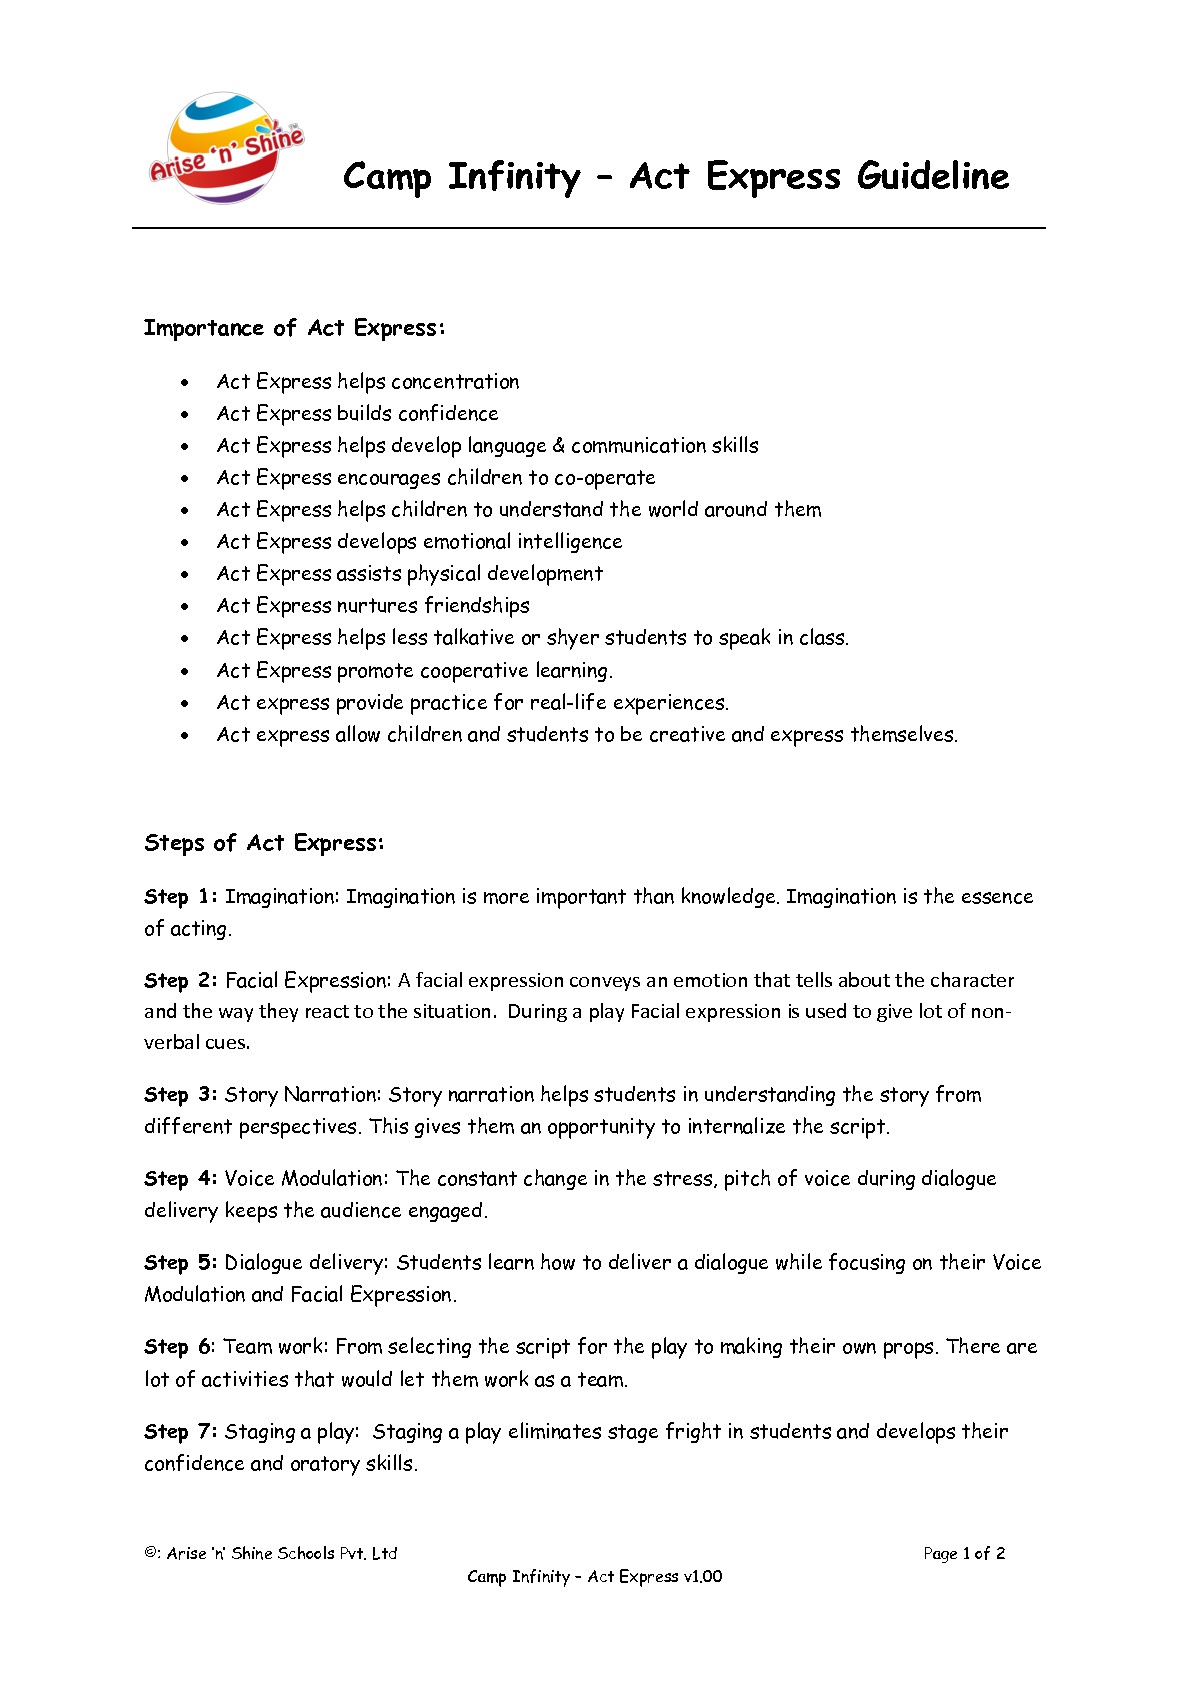 Arise 'n' Shine TM
Camp Infinity – Act Express Guideline
Importance of Act Express:
• Act Express helps concentration
• Act Express builds confidence
• Act Express helps develop language & communication skills
• Act Express encourages children to co-operate
• Act Express helps children to understand the world around them
• Act Express develops emotional intelligence
• Act Express assists physical development
• Act Express nurtures friendships
• Act Express helps less talkative or shyer students to speak in class.
• Act Express promote cooperative learning.
• Act express provide practice for real-life experiences.
• Act express allow children and students to be creative and express themselves.
Steps of Act Express:
Step 1: Imagination: Imagination is more important than knowledge. Imagination is the essence
of acting.
Step 2: Facial Expression: A facial expression conveys an emotion that tells about the character
and the way they react to the situation.  During a play Facial expression is used to give lot of non-
verbal cues.
Step 3: Story Narration: Story narration helps students in understanding the story from
different perspectives. This gives them an opportunity to internalize the script.
Step 4: Voice Modulation: The constant change in the stress, pitch of voice during dialogue
delivery keeps the audience engaged.
Step 5: Dialogue delivery: Students learn how to deliver a dialogue while focusing on their Voice
Modulation and Facial Expression.
Step 6: Team work: From selecting the script for the play to making their own props. There are
lot of activities that would let them work as a team.
Step 7: Staging a play:  Staging a play eliminates stage fright in students and develops their
confidence and oratory skills.
©: Arise 'n' Shine Schools Pvt. Ltd Page 1 of 2
Camp Infinity – Act Express v1.00